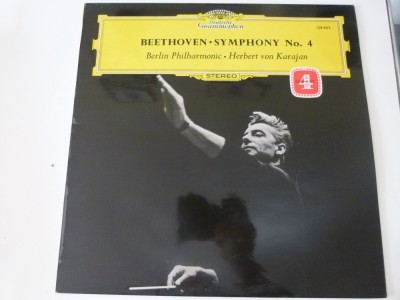 Deutsche
Grammophon
BEETHOVEN · SYMPHONY No. 4
Berlin Philharmonic · Herbert von Karajan
STEREO
4